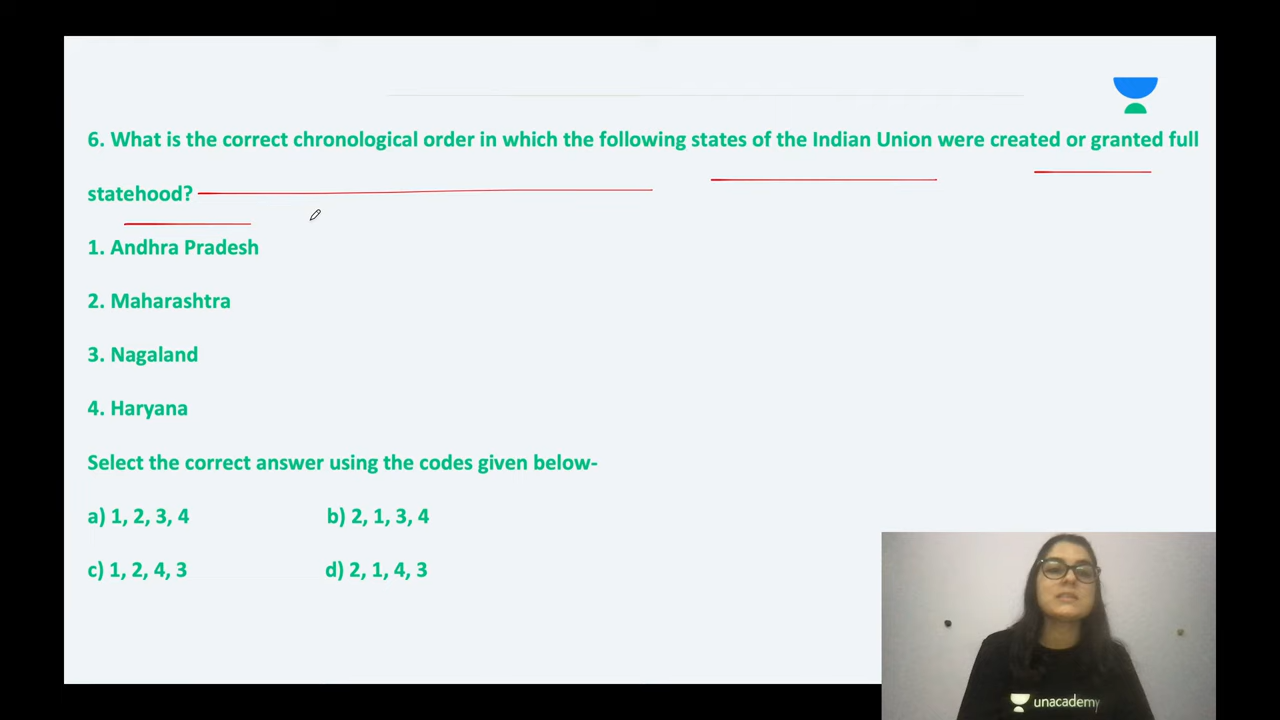 6. What is the correct chronological order in which the following states of the Indian Union were created or granted full
statehood?
1. Andhra Pradesh
2. Maharashtra
3. Nagaland
4. Haryana
Select the correct answer using the codes given below-
a) 1, 2, 3, 4 b) 2, 1, 3, 4
c) 1, 2, 4, 3 d) 2, 1, 4, 3
unacademy